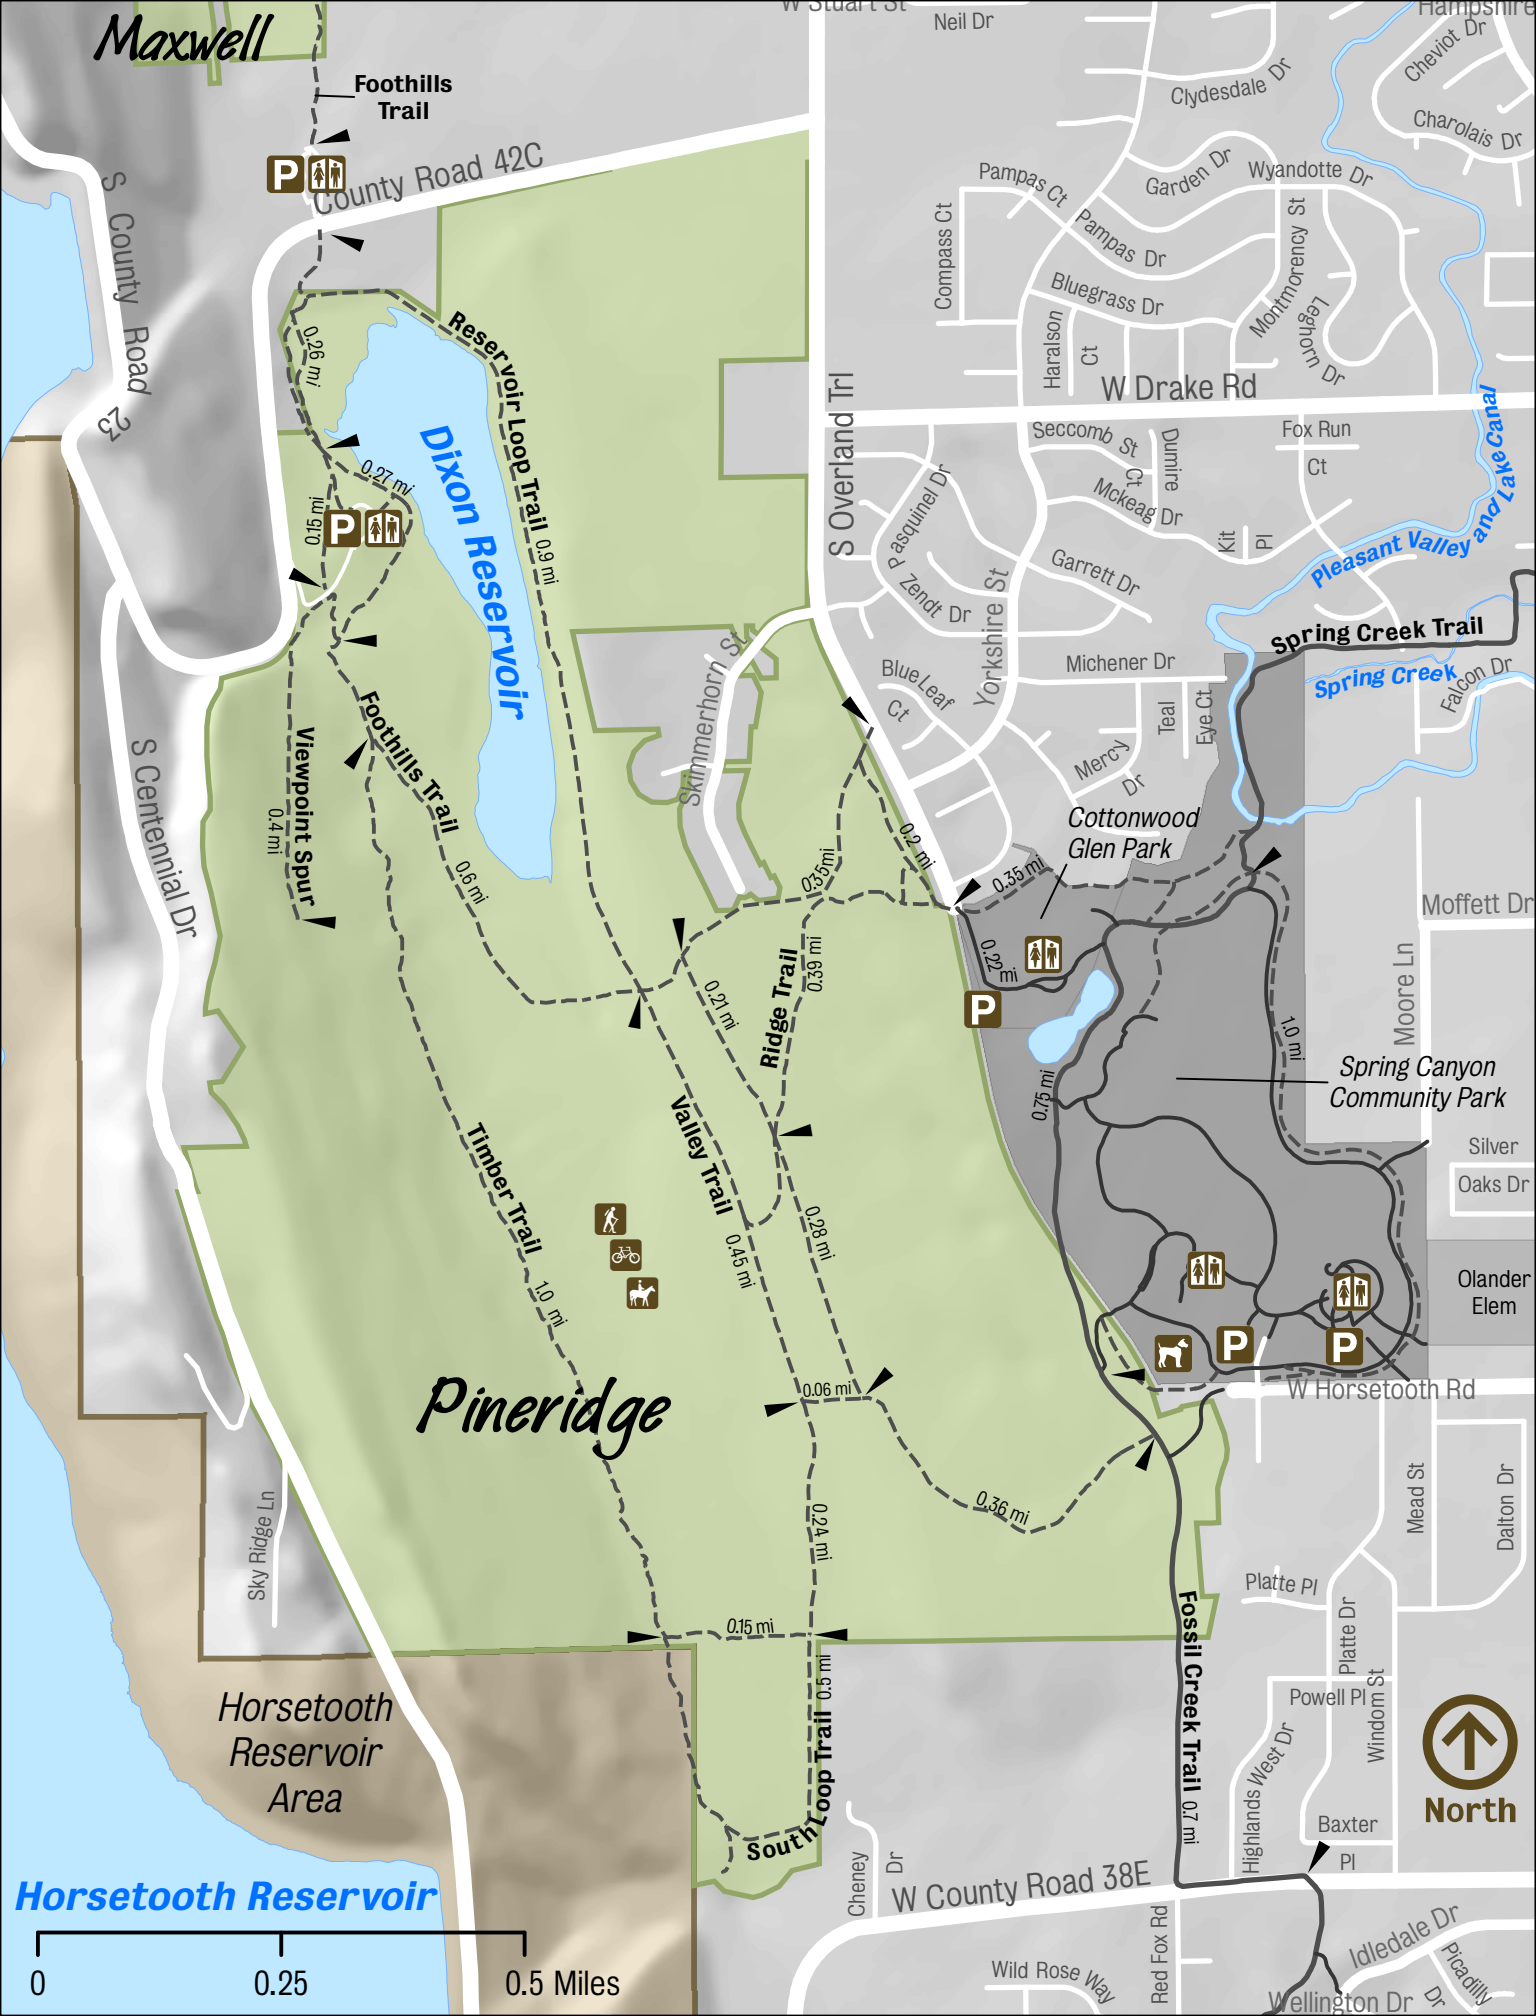 W Stuart St
Hampshire
Maxwell
Neil Dr
Cheviot Dr
Foothills
Trail
Clydesdale Dr
Charolais Dr
P
County Road 42C
Garden Dr
Wyandotte Dr
Pampas Ct
S County Road 23
Compass Ct
Pampas Dr
Montmorency St
Bluegrass Dr
Leghorn Dr
Haralson
Ct
0.26 mi
Reservoir Loop Trail 0.9 mi
W Drake Rd
S Overland Trl
Pleasant Valley and Lake Canal
Dixon Reservoir
Seccomb St
Dumire
Ct
Fox Run
Ct
0.27 mi
0.15 mi
P
Pasquinel Dr
Mckeag Dr
Kit
Pl
Garrett Dr
Zendt Dr
Yorkshire St
Spring Creek Trail
Spring Creek
Falcon Dr
Michener Dr
Blue Leaf
Ct
Teal
Eye Ct
Skimmerhorn St
Foothills Trail
Viewpoint Spur
0.4 mi
S Centennial Dr
Mercy
Dr
Cottonwood
Glen Park
0.6 mi
0.35mi
0.2 mi
0.35 mi
Moffett Dr
0.22 mi
P
Ridge Trail
0.39 mi
0.21 mi
Moore Ln
1.0 mi
0.75 mi
Spring Canyon
Community Park
Valley Trail
Timber Trail
Silver
Oaks Dr
0.45 mi
0.28 mi
1.0 mi
Olander
Elem
P
P
Pineridge
0.06 mi
W Horsetooth Rd
0.36 mi
Sky Ridge Ln
0.24 mi
Mead St
Dalton Dr
Platte Pl
Platte Dr
0.15 mi
Fossil Creek Trail 0.7 mi
0.5 mi
South Loop Trail
Horsetooth
Reservoir
Area
Powell Pl
Windom St
Highlands West Dr
North
Baxter
Pl
Cheney
Dr
W County Road 38E
Horsetooth Reservoir
0
0.25
0.5 Miles
Red Fox Rd
Wild Rose Way
Idledale Dr
Picadilly
Dr
Wellington Dr